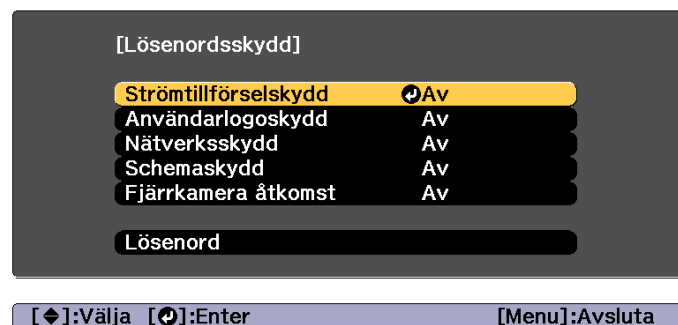 [Lösenordsskydd]
Strömtillförselskydd Av
Användarlogoskydd Av
Nätverksskydd Av
Schemaskydd Av
Fjärrkamera åtkomst Av
Lösenord
[◆]:Välja [↵]:Enter [Menu]:Avsluta